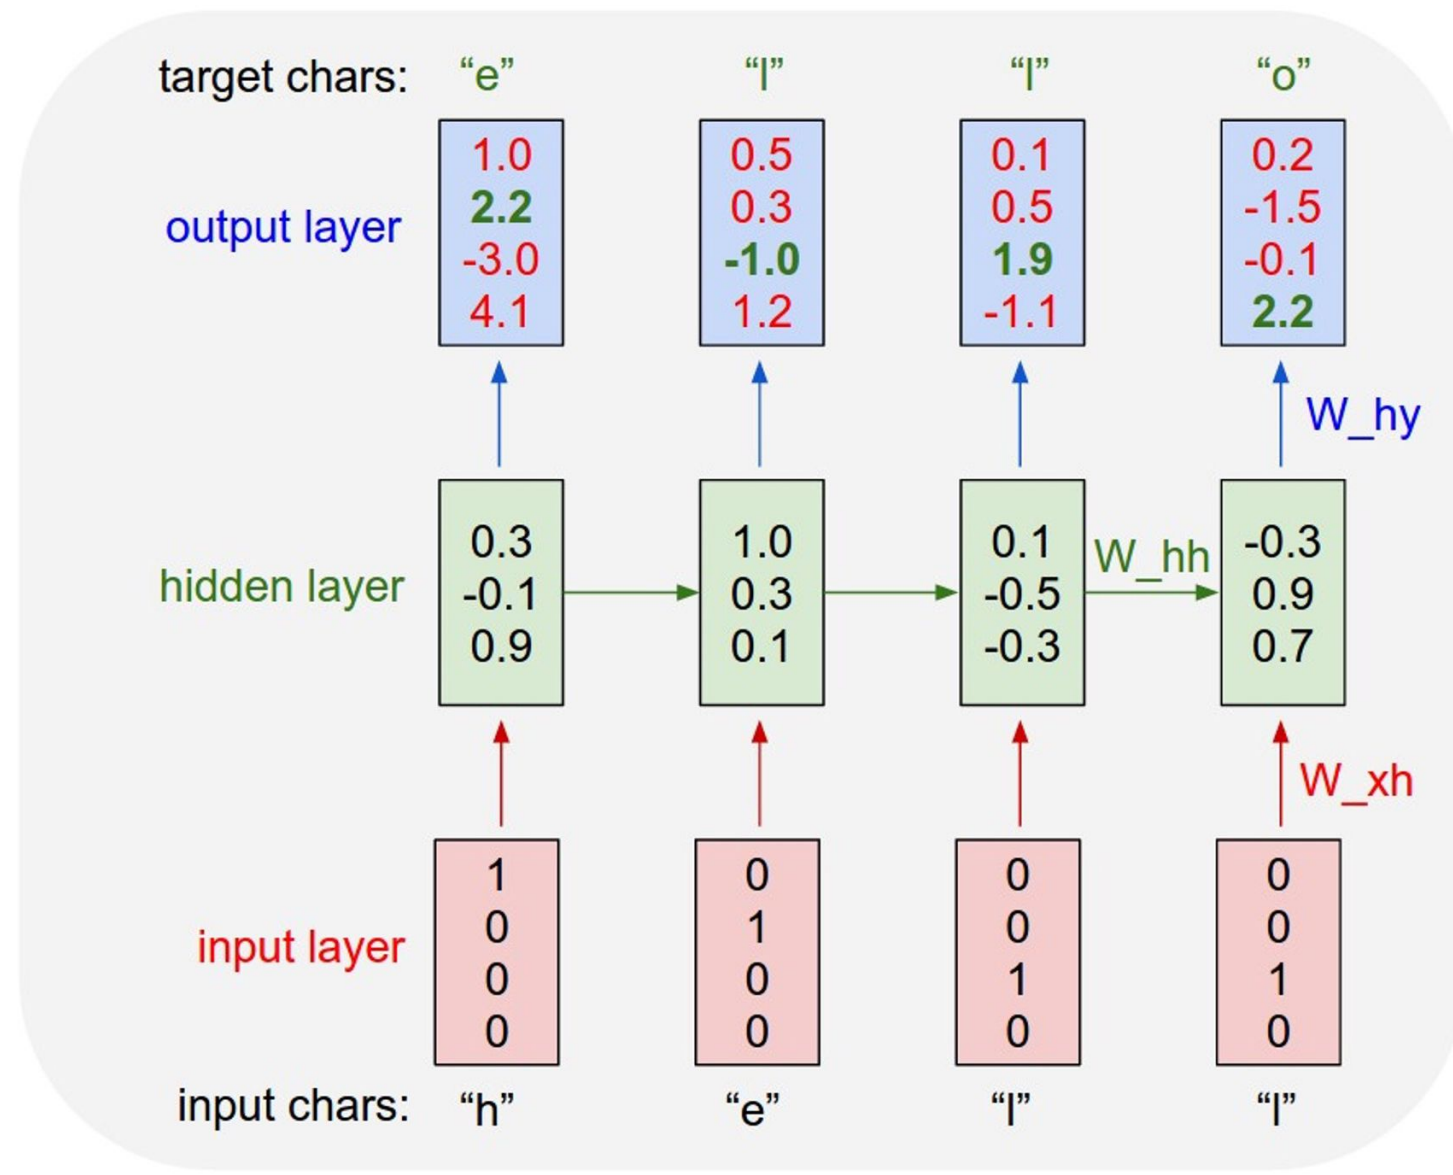 target chars: “e” “l” “l” “o”
1.0 0.5 0.1 0.2
2.2 0.3 0.5 -1.5
output layer
-3.0 -1.0 1.9 -0.1
4.1 1.2 -1.1 2.2
W_hy
0.3 1.0 0.1 W_hh -0.3
hidden layer -0.1 0.3 -0.5 0.9
0.9 0.1 -0.3 0.7
W_xh
1 0 0 0
0 1 0 0
input layer
0 0 1 1
0 0 0 0
input chars: “h” “e” “l” “l”